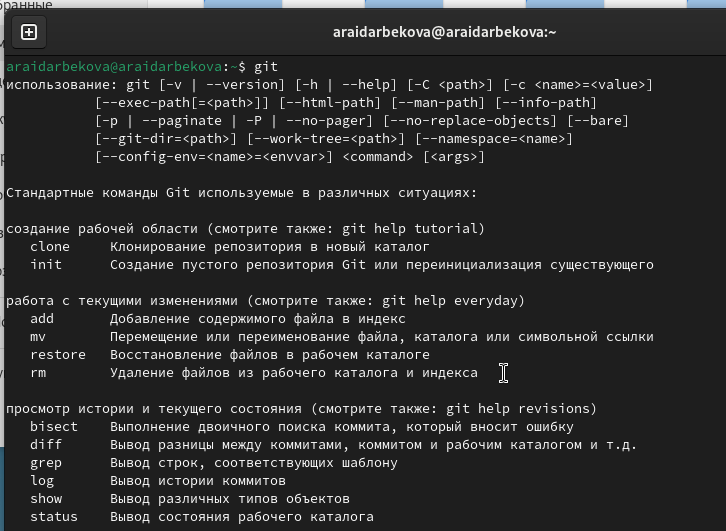 бранные
araidarbekova@araidarbekova:~
araidarbekova@araidarbekova:~$ git
использование: git [-v | --version] [-h | --help] [-C <path>] [-c <name>=<value>]
[--exec-path[=<path>]] [--html-path] [--man-path] [--info-path]
[-p | --paginate | -P | --no-pager] [--no-replace-objects] [--bare]
[--git-dir=<path>] [--work-tree=<path>] [--namespace=<name>]
[--config-env=<name>=<envvar>] <command> [<args>]
Стандартные команды Git используемые в различных ситуациях:
создание рабочей области (смотрите также: git help tutorial)
clone Клонирование репозитория в новый каталог
init Создание пустого репозитория Git или переинициализация существующего
работа с текущими изменениями (смотрите также: git help everyday)
add Добавление содержимого файла в индекс
mv Перемещение или переименование файла, каталога или символьной ссылки
restore Восстановление файлов в рабочем каталоге
rm Удаление файлов из рабочего каталога и индекса
просмотр истории и текущего состояния (смотрите также: git help revisions)
bisect Выполнение двоичного поиска коммита, который вносит ошибку
diff Вывод разницы между коммитами, коммитом и рабочим каталогом и т.д.
grep Вывод строк, соответствующих шаблону
log Вывод истории коммитов
show Вывод различных типов объектов
status Вывод состояния рабочего каталога